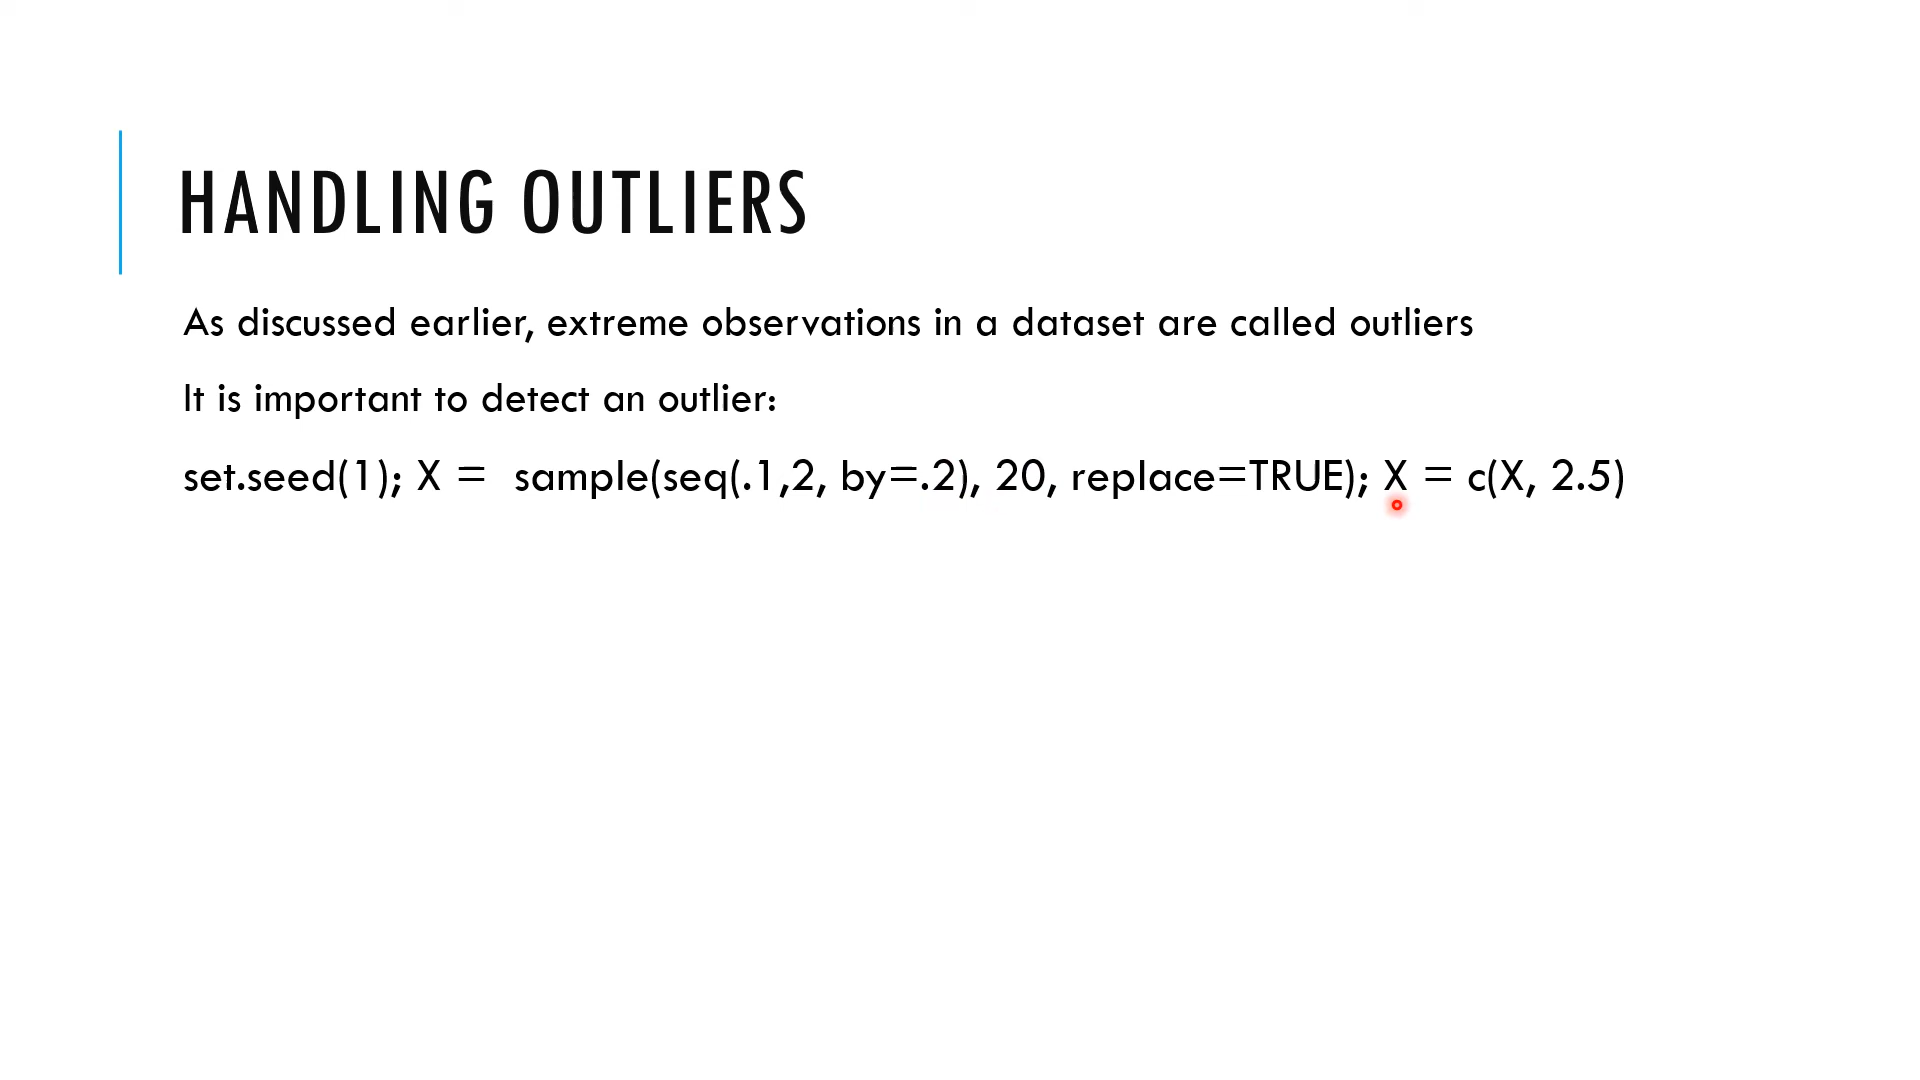 HANDLING OUTLIERS
As discussed earlier, extreme observations in a dataset are called outliers
It is important to detect an outlier:
set.seed(1); X =  sample(seq(.1,2, by=.2), 20, replace=TRUE); X = c(X, 2.5)